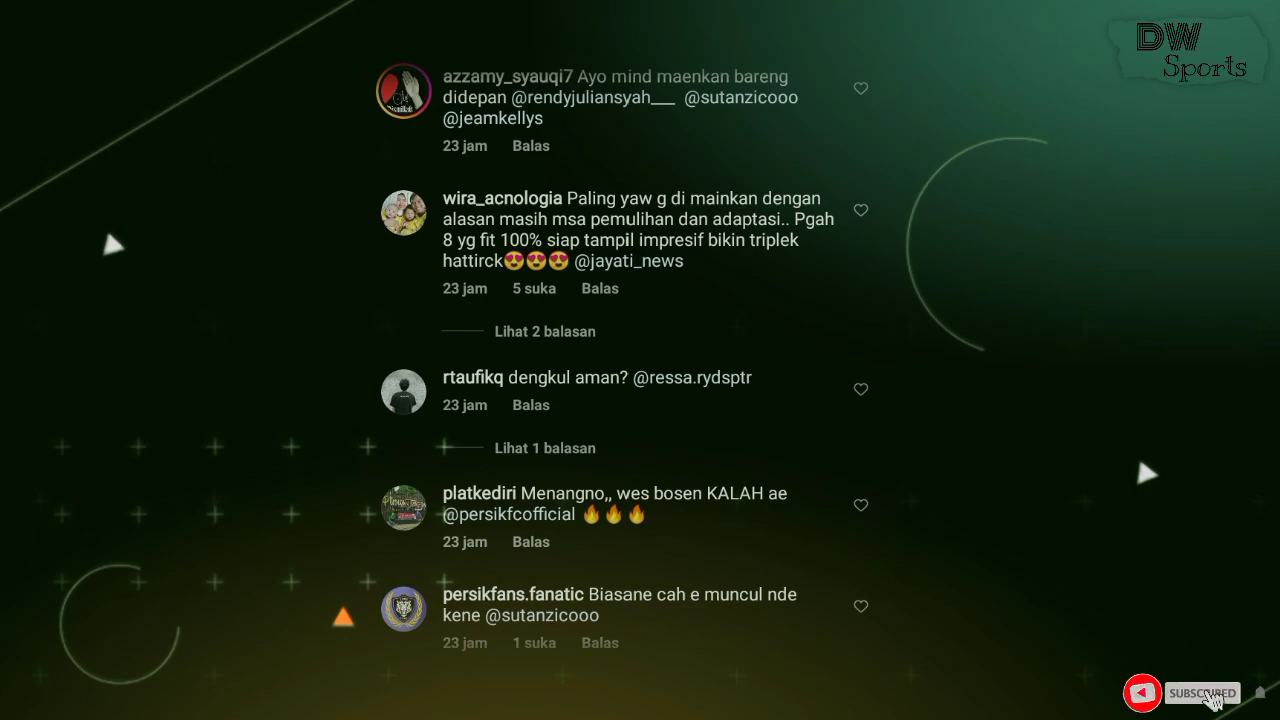 DW
Sports
azzamy_syauqi7 Ayo mind maenkan bareng
didepan @rendyjuliansyah___ @sutanzicooo
@jeamkellys
23 jam Balas
wira_acnologia Paling yaw g di mainkan dengan
alasan masih msa pemulihan dan adaptasi.. Pgah
8 yg fit 100% siap tampil impresif bikin triplek
hattirck😍😍😍 @jayati_news
23 jam 5 suka Balas
Lihat 2 balasan
rtaufikq dengkul aman? @ressa.rydsptr
23 jam Balas
Lihat 1 balasan
platkediri Menangno,, wes bosen KALAH ae
@persikfcofficial 🔥🔥🔥
23 jam Balas
persikfans.fanatic Biasane cah e muncul nde
kene @sutanzicooo
23 jam 1 suka Balas
SUBSCRIBED